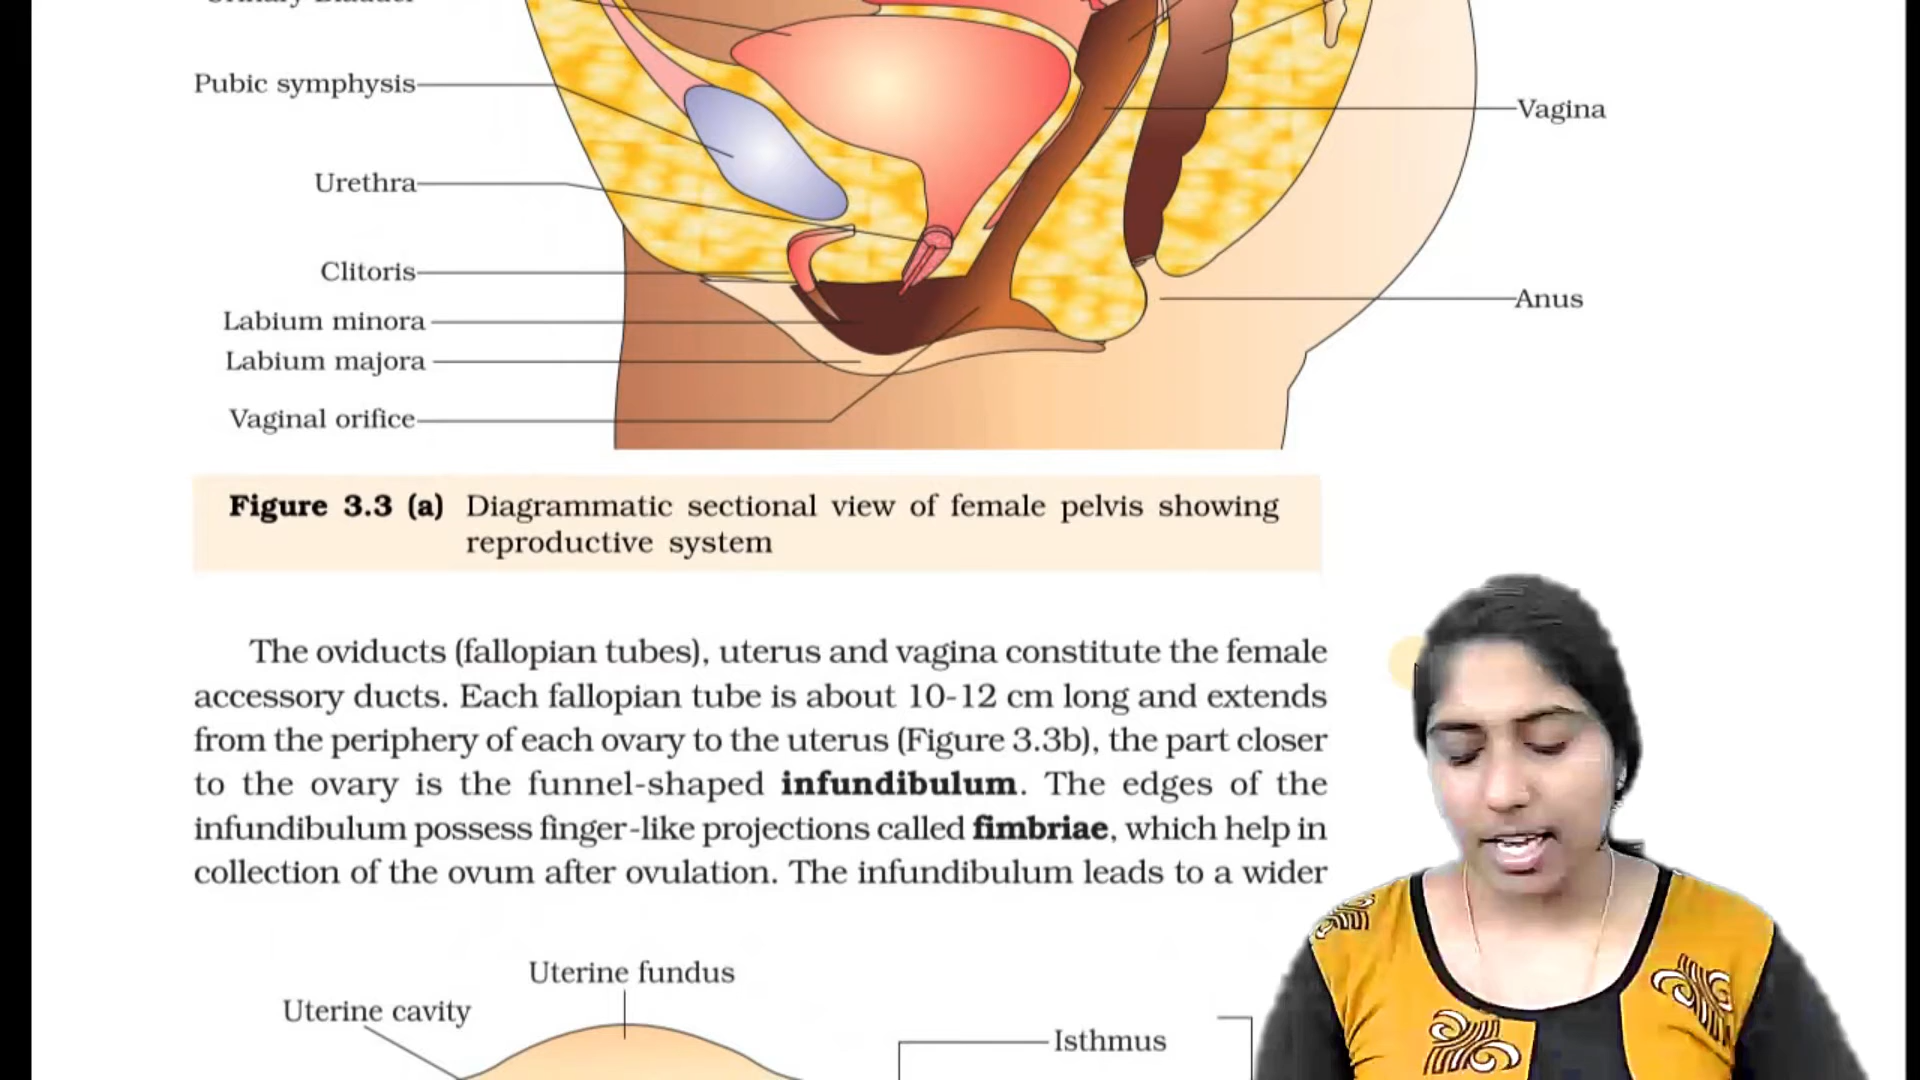 Pubic symphysis
Vagina
Urethra
Clitoris
Anus
Labium minora
Labium majora
Vaginal orifice
Figure 3.3 (a) Diagrammatic sectional view of female pelvis showing
reproductive system
The oviducts (fallopian tubes), uterus and vagina constitute the female
accessory ducts. Each fallopian tube is about 10-12 cm long and extends
from the periphery of each ovary to the uterus (Figure 3.3b), the part closer
to the ovary is the funnel-shaped infundibulum. The edges of the
infundibulum possess finger-like projections called fimbriae, which help in
collection of the ovum after ovulation. The infundibulum leads to a wider
Uterine fundus
Uterine cavity
Isthmus